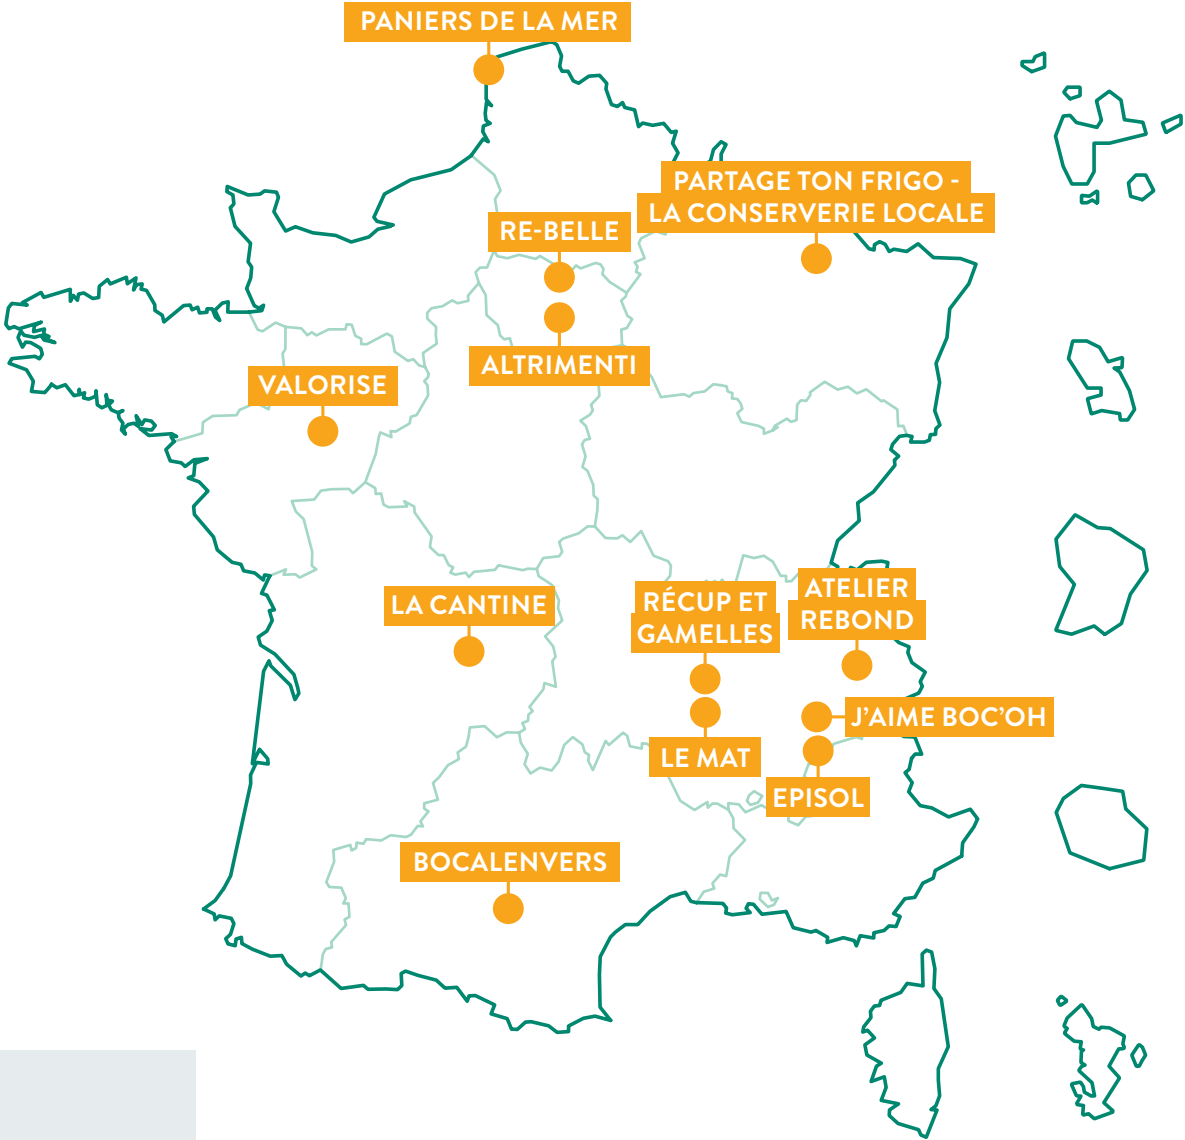 PANIERS DE LA MER
PARTAGE TON FRIGO -
LA CONSERVERIE LOCALE
RE-BELLE
ALTRIMENTI
VALORISE
LA CANTINE
RÉCUP ET
GAMELLES
ATELIER
REBOND
J’AIME BOC’OH
LE MAT
EPISOL
BOCALENVERS